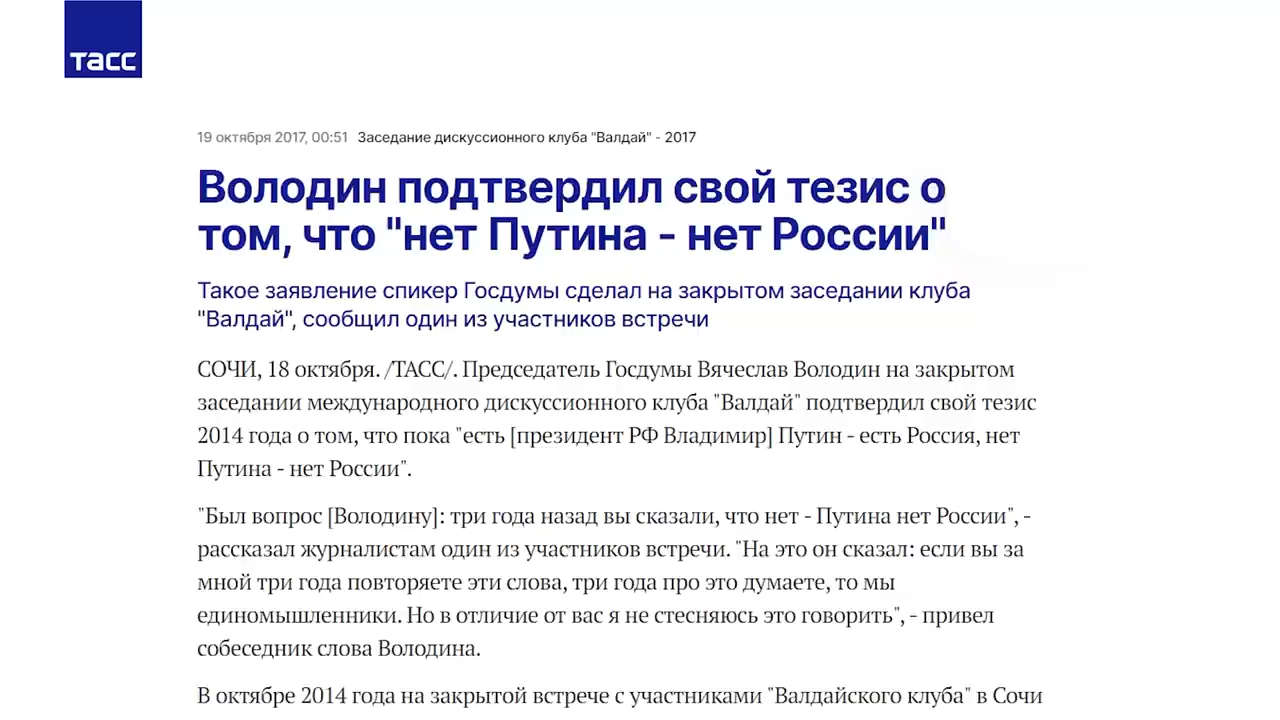 тасс
19 октября 2017, 00:51 Заседание дискуссионного клуба "Валдай" - 2017
Володин подтвердил свой тезис о
том, что "нет Путина - нет России"
Такое заявление спикер Госдумы сделал на закрытом заседании клуба
"Валдай", сообщил один из участников встречи
СОЧИ, 18 октября. /ТАСС/. Председатель Госдумы Вячеслав Володин на закрытом
заседании международного дискуссионного клуба "Валдай" подтвердил свой тезис
2014 года о том, что пока "есть [президент РФ Владимир] Путин - есть Россия, нет
Путина - нет России".
"Был вопрос [Володину]: три года назад вы сказали, что нет - Путина нет России", -
рассказал журналистам один из участников встречи. "На это он сказал: если вы за
мной три года повторяете эти слова, три года про это думаете, то мы
единомышленники. Но в отличие от вас я не стесняюсь это говорить", - привел
собеседник слова Володина.
В октябре 2014 года на закрытой встрече с участниками "Валдайского клуба" в Сочи